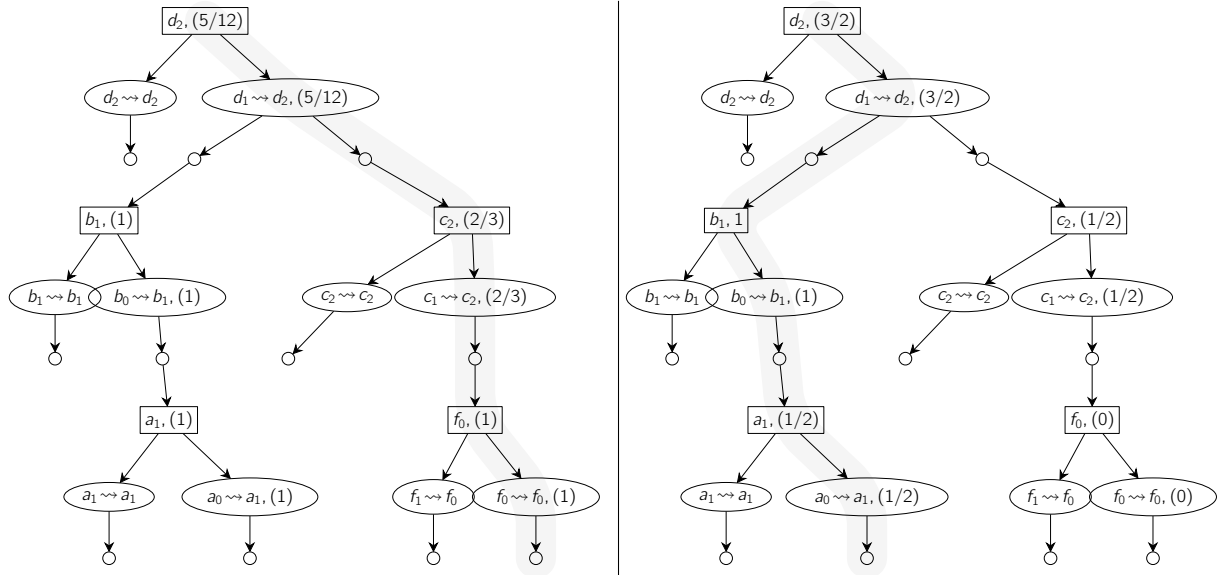 d₂, (5/12)
d₂ ⇝ d₂
d₁ ⇝ d₂, (5/12)
b₁, (1)
c₂, (2/3)
b₁ ⇝ b₁
b₀ ⇝ b₁, (1)
c₂ ⇝ c₂
c₁ ⇝ c₂, (2/3)
a₁, (1)
f₀, (1)
a₁ ⇝ a₁
a₀ ⇝ a₁, (1)
f₁ ⇝ f₀
f₀ ⇝ f₀, (1)
d₂, (3/2)
d₂ ⇝ d₂
d₁ ⇝ d₂, (3/2)
b₁, 1
c₂, (1/2)
b₁ ⇝ b₁
b₀ ⇝ b₁, (1)
c₂ ⇝ c₂
c₁ ⇝ c₂, (1/2)
a₁, (1/2)
f₀, (0)
a₁ ⇝ a₁
a₀ ⇝ a₁, (1/2)
f₁ ⇝ f₀
f₀ ⇝ f₀, (0)